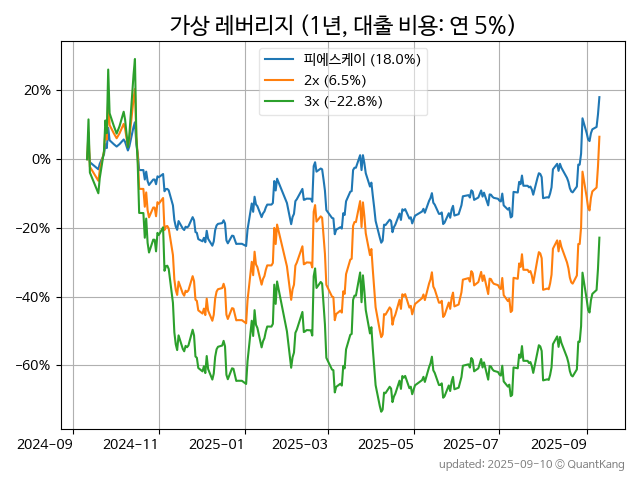 가상 레버리지 (1년, 대출 비용: 연 5%)
피에스케이 (18.0%)
2x (6.5%)
3x (−22.8%)
20%
0%
−20%
−40%
−60%
2024-09 2024-11 2025-01 2025-03 2025-05 2025-07 2025-09
updated: 2025-09-10 © QuantKang